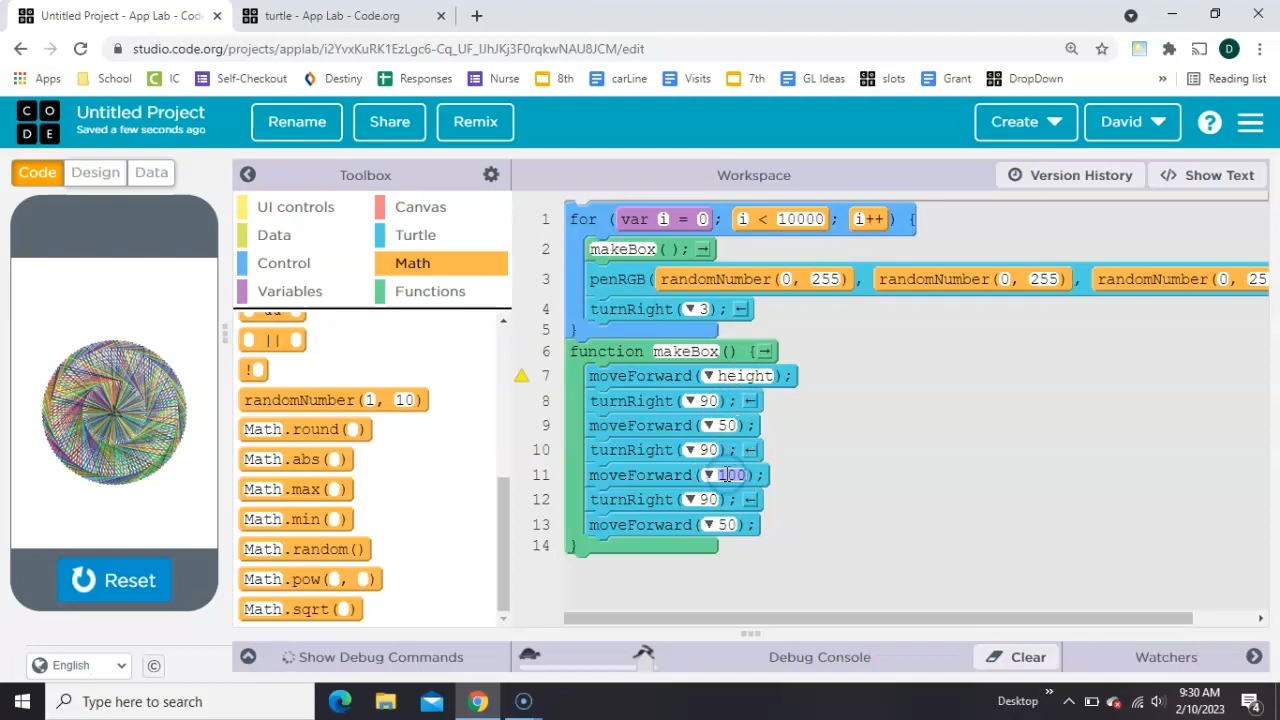 Untitled Project - App Lab - Code
turtle - App Lab - Code.org
studio.code.org/projects/applab/i2YvxKuRK1EzLgc6-Cq_UF_IJhJKj3F0rqkwNAU8JCM/edit
Apps School IC Self-Checkout Destiny Responses Nurse 8th carLine Visits 7th GL Ideas slots Grant DropDown » Reading list
C O D E
Untitled Project
Saved a few seconds ago
Rename Share Remix Create David ?
Code Design Data
Toolbox
Workspace
Version History </> Show Text
UI controls Canvas
Data Turtle
Control Math
Variables Functions
&&
||
!
randomNumber(1, 10)
Math.round()
Math.abs()
Math.max()
Math.min()
Math.random()
Math.pow(, )
Math.sqrt()
1 for (var i = 0; i < 10000; i++) {
2 makeBox();
3 penRGB(randomNumber(0, 255), randomNumber(0, 255), randomNumber(0, 25
4 turnRight(3);
5 }
6 function makeBox() {
7 moveForward(height);
8 turnRight(90);
9 moveForward(50);
10 turnRight(90);
11 moveForward(100);
12 turnRight(90);
13 moveForward(50);
14 }
Reset
English ©
Show Debug Commands Debug Console Clear Watchers
Type here to search
Desktop »
9:30 AM
2/10/2023
4